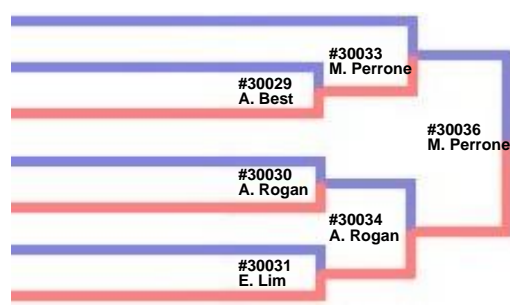 #30033
M. Perrone
#30029
A. Best
#30036
M. Perrone
#30030
A. Rogan
#30034
A. Rogan
#30031
E. Lim